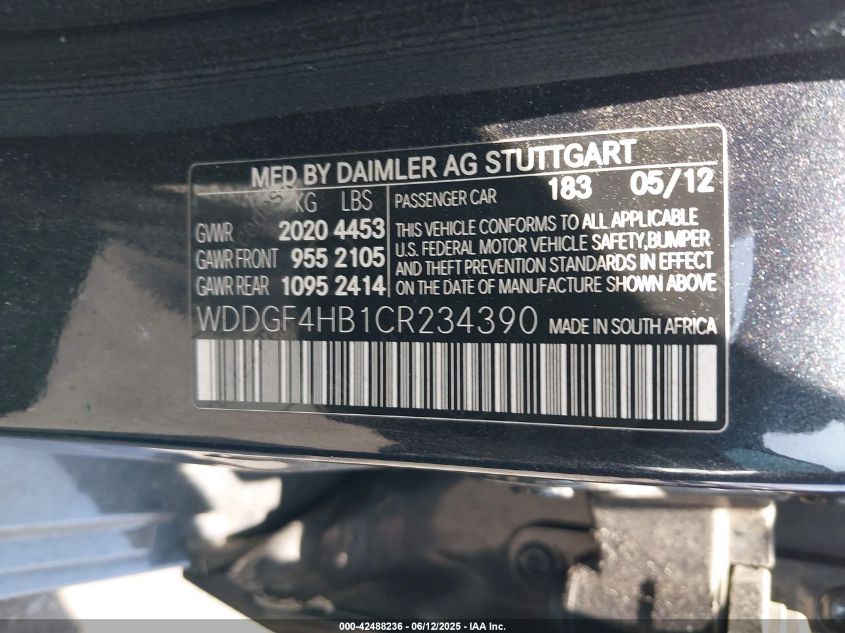 MFD BY DAIMLER AG STUTTGART
KG LBS
GVWR 2020 4453
GAWR FRONT 955 2105
GAWR REAR 1095 2414
PASSENGER CAR 183 05/12
THIS VEHICLE CONFORMS TO ALL APPLICABLE
U.S. FEDERAL MOTOR VEHICLE SAFETY, BUMPER
AND THEFT PREVENTION STANDARDS IN EFFECT
ON THE DATE OF MANUFACTURE SHOWN ABOVE
WDDGF4HB1CR234390 MADE IN SOUTH AFRICA
000-42488236 - 06/12/2025 - IAA Inc.